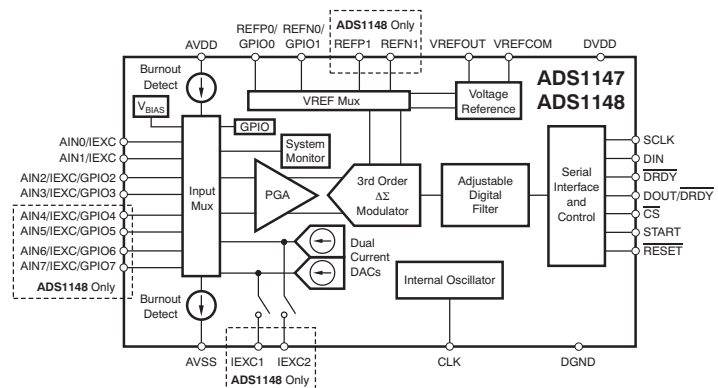 ADS1148 Only
REFP0/ REFN0/
GPIO0 GPIO1 REFP1 REFN1 VREFOUT VREFCOM
AVDD DVDD
Burnout
Detect
VBIAS
VREF Mux
Voltage
Reference
ADS1147
ADS1148
GPIO
System
Monitor
AIN0/IEXC
AIN1/IEXC
AIN2/IEXC/GPIO2
AIN3/IEXC/GPIO3
AIN4/IEXC/GPIO4
AIN5/IEXC/GPIO5
AIN6/IEXC/GPIO6
AIN7/IEXC/GPIO7
ADS1148 Only
Input
Mux
PGA
3rd Order
ΔΣ
Modulator
Adjustable
Digital
Filter
Serial
Interface
and
Control
SCLK
DIN
DRDY
DOUT/DRDY
CS
START
RESET
Dual
Current
DACs
Internal Oscillator
Burnout
Detect
AVSS IEXC1 IEXC2 CLK DGND
ADS1148 Only